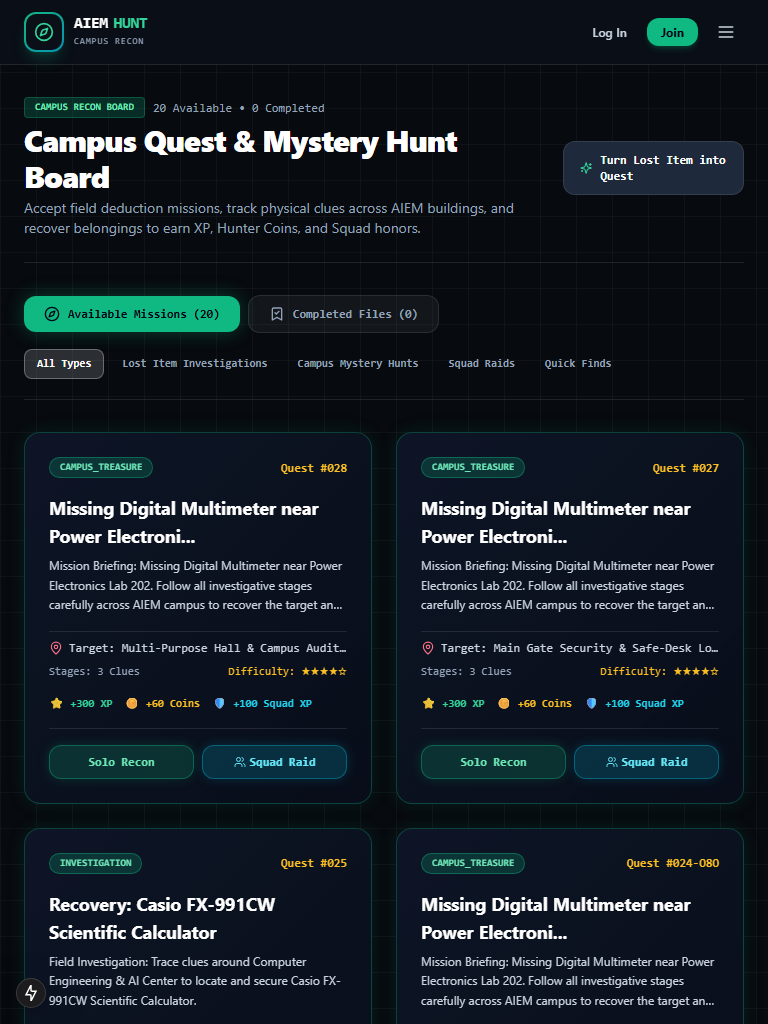 AIEM HUNT
CAMPUS RECON
Log In
Join
CAMPUS RECON BOARD
20 Available • 0 Completed
Campus Quest & Mystery Hunt
Board
Accept field deduction missions, track physical clues across AIEM buildings, and
recover belongings to earn XP, Hunter Coins, and Squad honors.
Turn Lost Item into
Quest
Available Missions (20)
Completed Files (0)
All Types
Lost Item Investigations
Campus Mystery Hunts
Squad Raids
Quick Finds
CAMPUS_TREASURE
Quest #028
Missing Digital Multimeter near
Power Electroni...
Mission Briefing: Missing Digital Multimeter near Power
Electronics Lab 202. Follow all investigative stages
carefully across AIEM campus to recover the target an...
Target: Multi-Purpose Hall & Campus Audit…
Stages: 3 Clues
Difficulty: ★★★★☆
+300 XP
+60 Coins
+100 Squad XP
Solo Recon
Squad Raid
CAMPUS_TREASURE
Quest #027
Missing Digital Multimeter near
Power Electroni...
Mission Briefing: Missing Digital Multimeter near Power
Electronics Lab 202. Follow all investigative stages
carefully across AIEM campus to recover the target an...
Target: Main Gate Security & Safe-Desk Lo…
Stages: 3 Clues
Difficulty: ★★★★☆
+300 XP
+60 Coins
+100 Squad XP
Solo Recon
Squad Raid
INVESTIGATION
Quest #025
Recovery: Casio FX-991CW
Scientific Calculator
Field Investigation: Trace clues around Computer
Engineering & AI Center to locate and secure Casio FX-
991CW Scientific Calculator.
CAMPUS_TREASURE
Quest #024-O8O
Missing Digital Multimeter near
Power Electroni...
Mission Briefing: Missing Digital Multimeter near Power
Electronics Lab 202. Follow all investigative stages
carefully across AIEM campus to recover the target an...